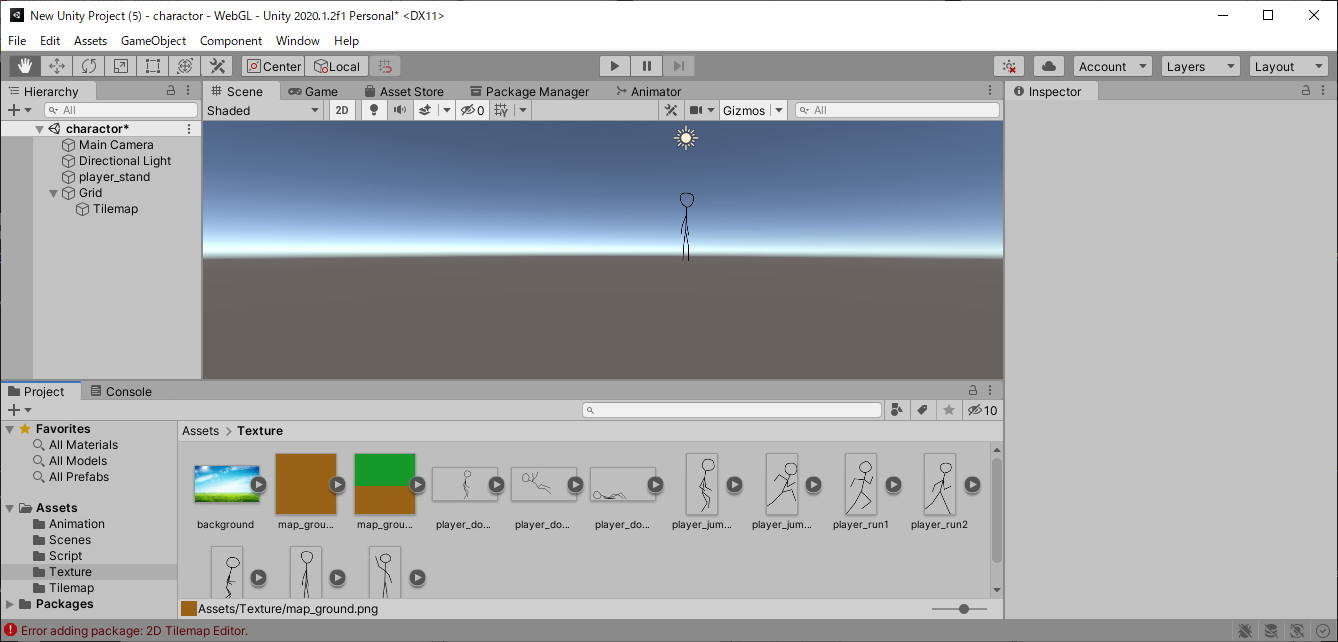 New Unity Project (5) - charactor - WebGL - Unity 2020.1.2f1 Personal* <DX11>
File Edit Assets GameObject Component Window Help
Center Local Account Layers Layout
Hierarchy
Scene Game Asset Store Package Manager Animator
Inspector
All
Shaded 2D 0 Gizmos All
charactor*
Main Camera
Directional Light
player_stand
Grid
Tilemap
Project Console
10
Favorites
All Materials
All Models
All Prefabs
Assets
Animation
Scenes
Script
Texture
Tilemap
Packages
Assets > Texture
background map_grou... map_grou... player_do... player_do... player_do... player_jum... player_jum... player_run1 player_run2
Assets/Texture/map_ground.png
Error adding package: 2D Tilemap Editor.